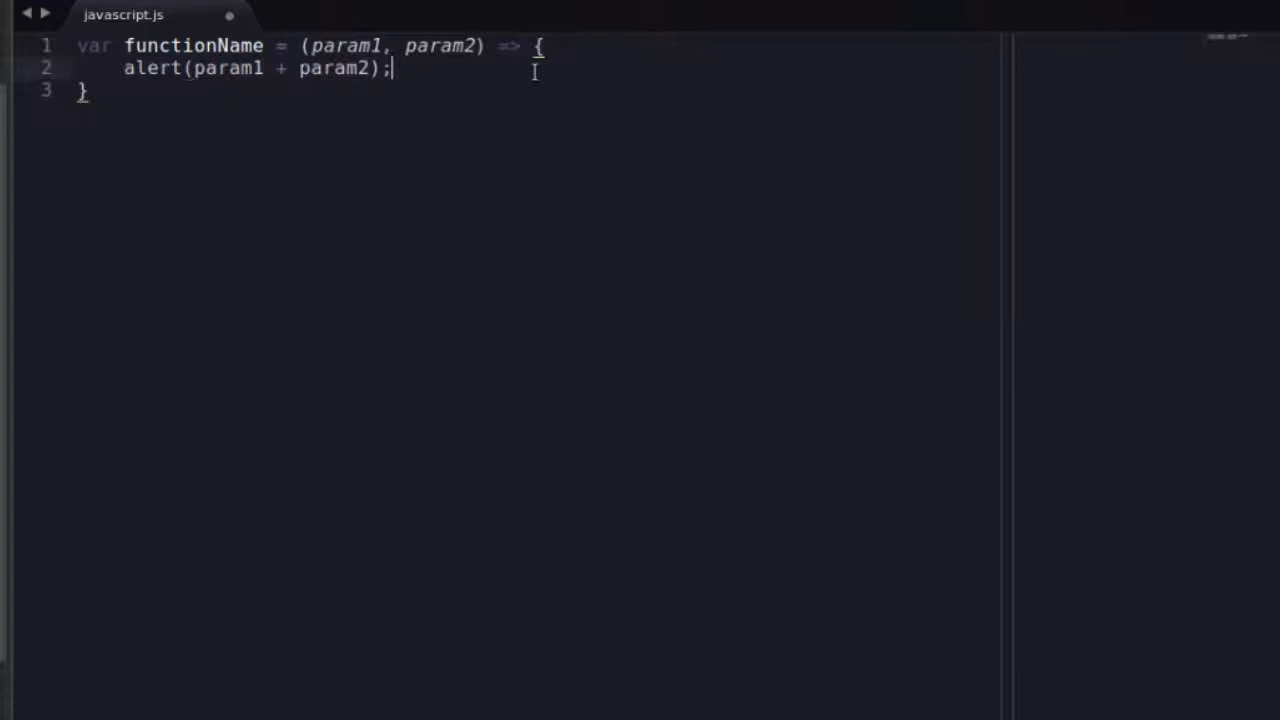 javascript.js
1 var functionName = (param1, param2) => {
2 alert(param1 + param2);
3 }